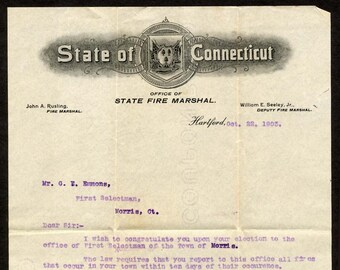 State of Connecticut
OFFICE OF
STATE FIRE MARSHAL.
John A. Rusling,
FIRE MARSHAL.
William E. Seeley, Jr.,
DEPUTY FIRE MARSHAL.
Hartford, Oct. 28,
Mr. G. E. Emmons,
First Selectman,
Morris, Ct.
Dear Sir:-
I wish to congratulate you upon your election to the
office of First Selectman of the Town of Morris.
The law requires that you report to this office all fires
that occur in your town within ten days of their occurence,